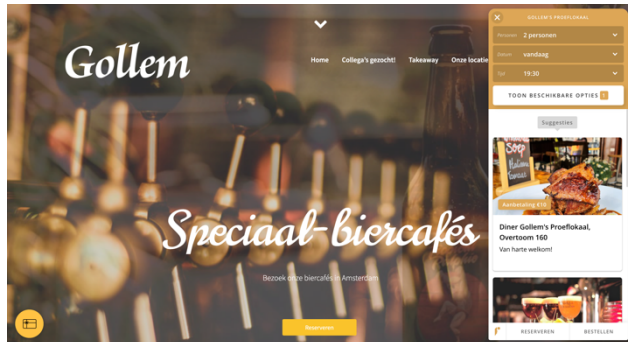 Gollem
Home Collega's gezocht! Takeaway Onze locatie
Speciaal-biercafés
Bezoek onze biercafés in Amsterdam
Reserveren
GOLLEM'S PROEFLOKAAL
Personen 2 personen
Datum vandaag
Tijd 19:30
TOON BESCHIKBARE OPTIES
Suggesties
SOEP
Aanbetaling €10
Diner Gollem's Proeflokaal,
Overtoom 160
Van harte welkom!
RESERVEREN BESTELLEN